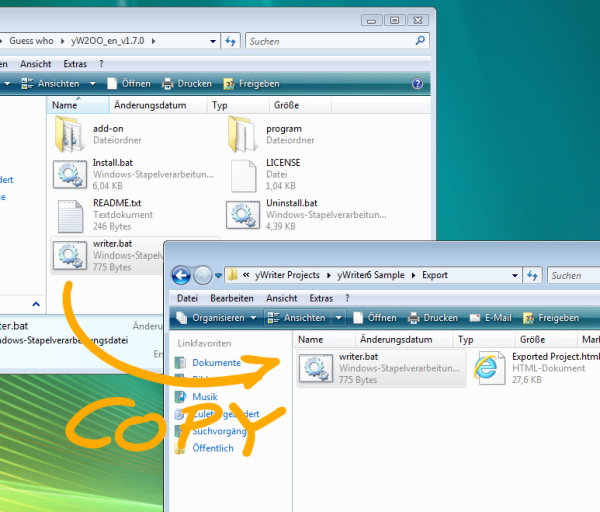 Guess who ▸ yW2OO_en_v1.7.0 ▸ Suchen
en Ansicht Extras ?
Ansichten Öffnen Drucken Freigeben
Name Änderungsdatum Typ Größe
add-on
Dateiordner
program
Dateiordner
Install.bat
Windows-Stapelverarbeitun...
6,04 KB
LICENSE
Datei
1,04 KB
README.txt
Textdokument
246 Bytes
Uninstall.bat
Windows-Stapelverarbeitun...
4,39 KB
writer.bat
Windows-Stapelv
775 Bytes
dert
e
ter.bat Änderu
ndows-Stapelverarbeitungsdatei
Ers
« yWriter Projects ▸ yWriter6 Sample ▸ Export Suchen
Datei Bearbeiten Ansicht Extras ?
Organisieren Ansichten Öffnen Drucken E-Mail Freigeben
Linkfavoriten
Dokumente
Musik
Zuletzt geändert
Suchvorgänge
Öffentlich
Name Änderungsdatum Typ Größe Mark
writer.bat
Windows-Stapelverarbeitun...
775 Bytes
Exported Project.html
HTML-Dokument
27,6 KB
COPY